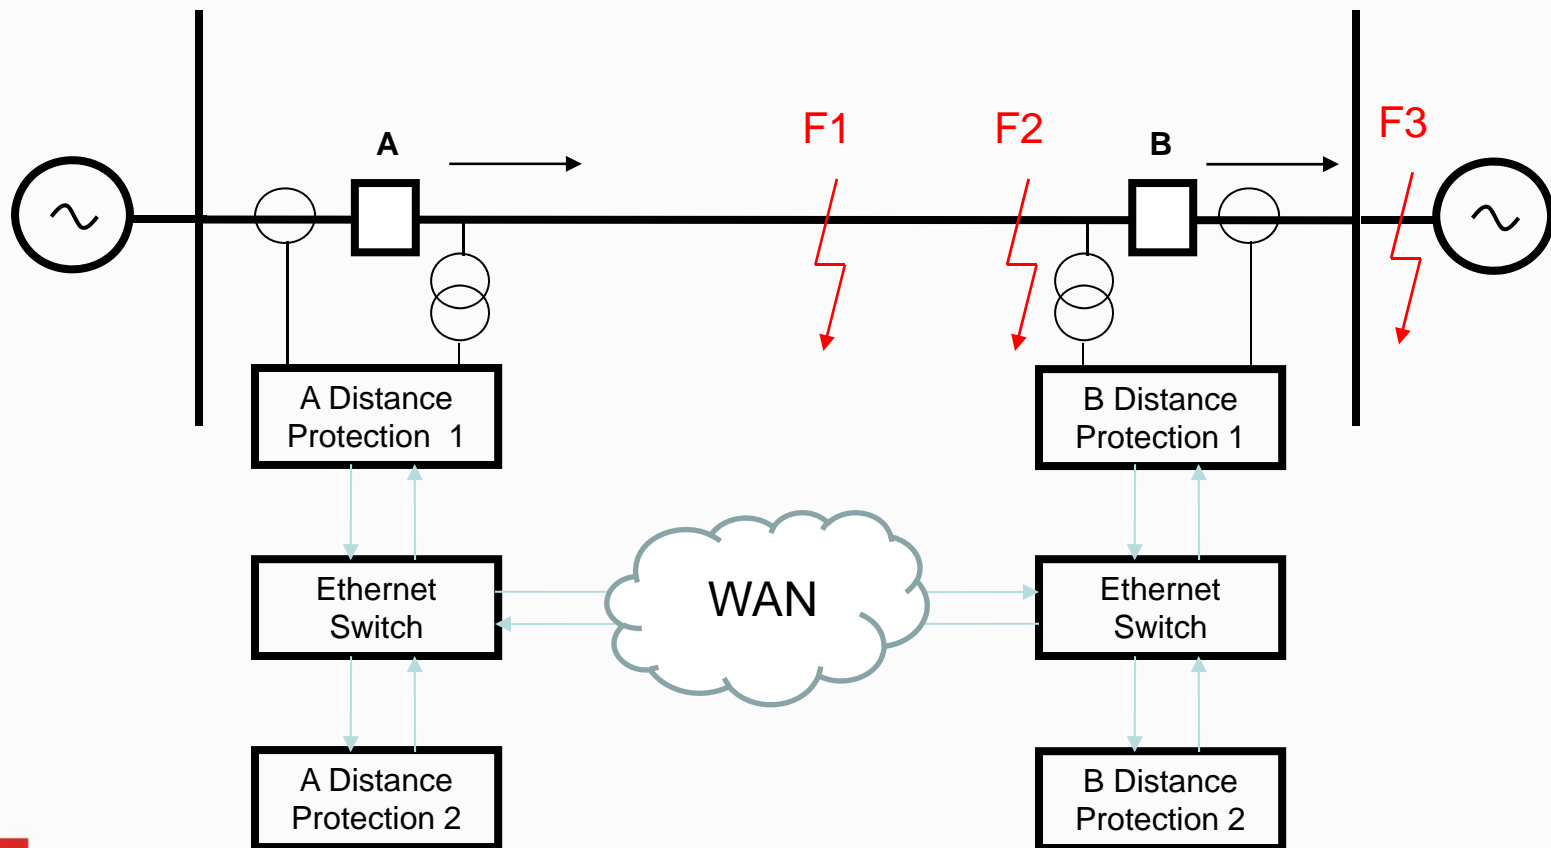 A
F1
F2
B
F3
A Distance
Protection 1
B Distance
Protection 1
Ethernet
Switch
WAN
Ethernet
Switch
A Distance
Protection 2
B Distance
Protection 2